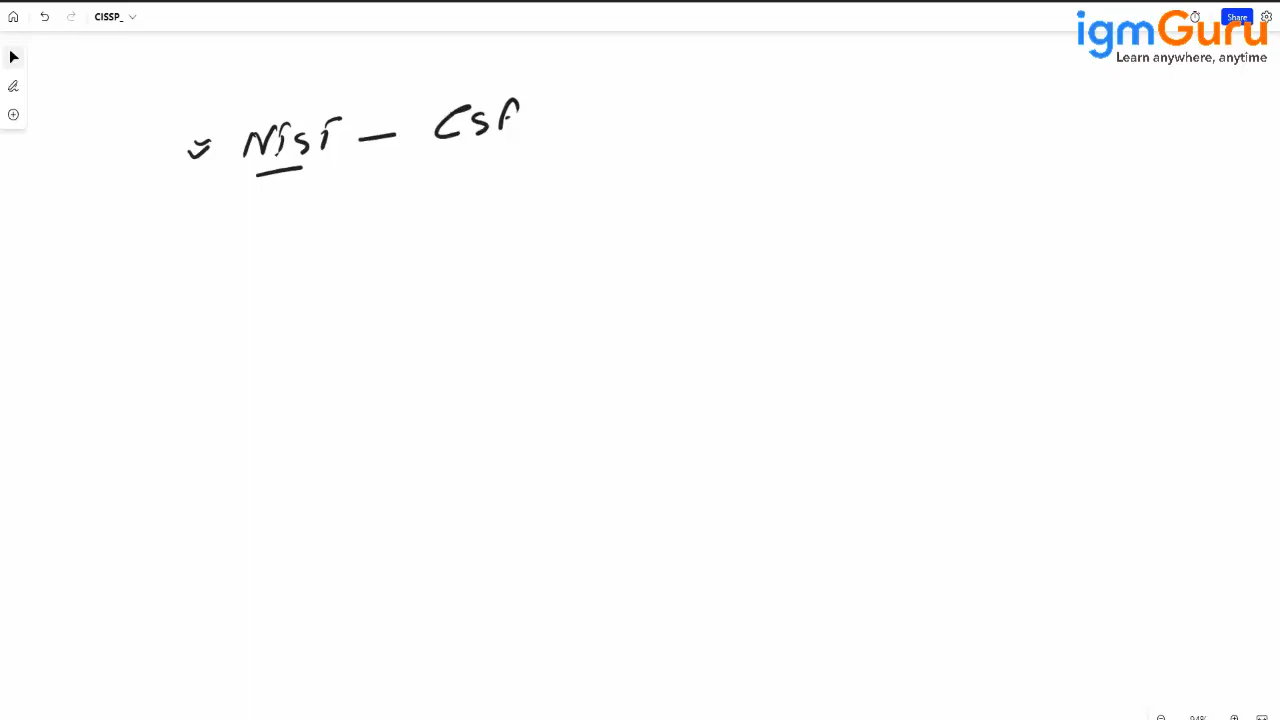 CISSP_
Share
igmGuru
Learn anywhere, anytime
NIST - CSF